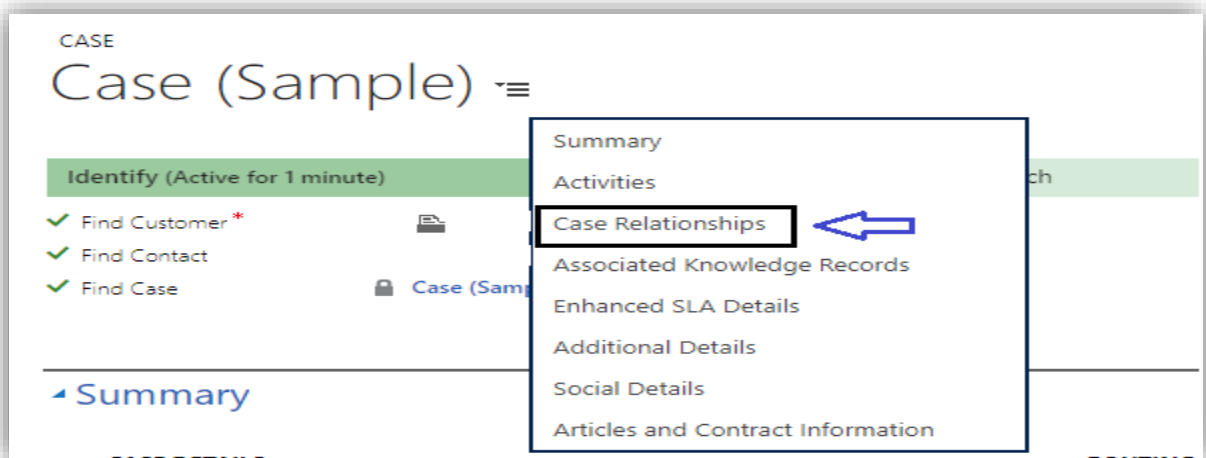 CASE
Case (Sample)
Identify (Active for 1 minute)
ch
Find Customer*
Find Contact
Find Case
Case (Samp
Summary
Activities
Case Relationships
Associated Knowledge Records
Enhanced SLA Details
Additional Details
Social Details
Articles and Contract Information
Summary